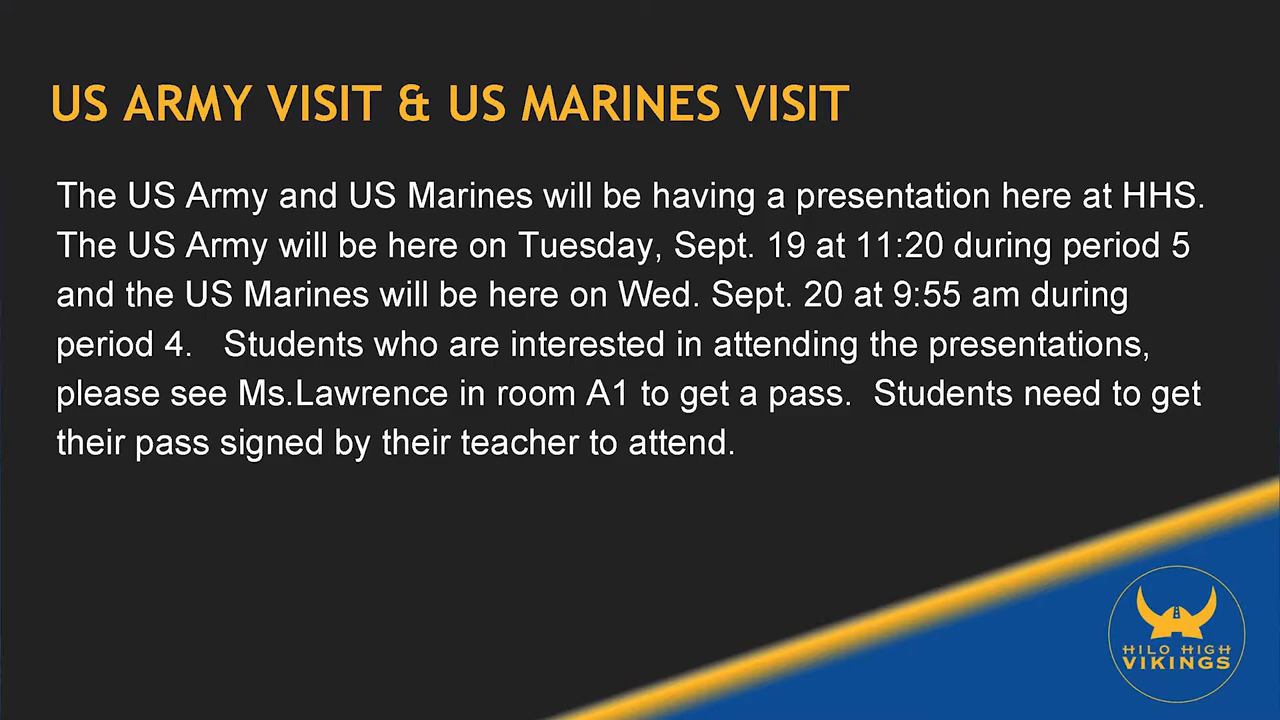 US ARMY VISIT & US MARINES VISIT
The US Army and US Marines will be having a presentation here at HHS.
The US Army will be here on Tuesday, Sept. 19 at 11:20 during period 5
and the US Marines will be here on Wed. Sept. 20 at 9:55 am during
period 4.   Students who are interested in attending the presentations,
please see Ms.Lawrence in room A1 to get a pass.  Students need to get
their pass signed by their teacher to attend.
HILO HIGH
VIKINGS